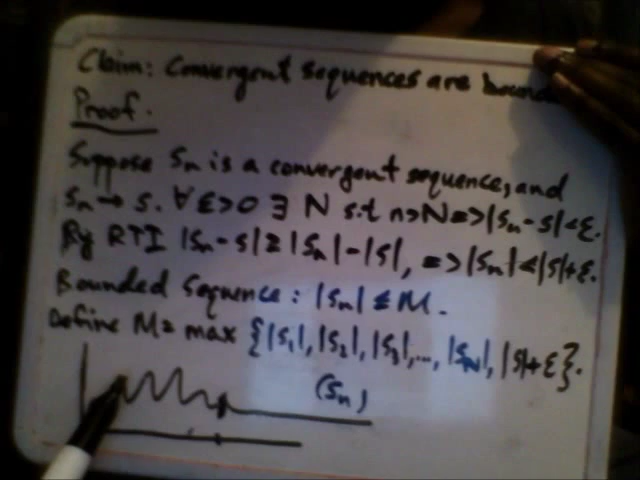 Claim: Convergent sequences are
Proof.
Suppose Sn is a convergent sequence, and
Sn → S. ∀ ε>0 ∃ N s.t n>N => |Sn - S| < ε.
By RTI |Sn - S| ≥ |Sn| - |S|, => |Sn| < |S| + ε.
Bounded Sequence: |Sn| ≤ M.
Define M = max {|S1|, |S2|, |S3|, ..., |SN|, |S| + ε}.
(Sn)